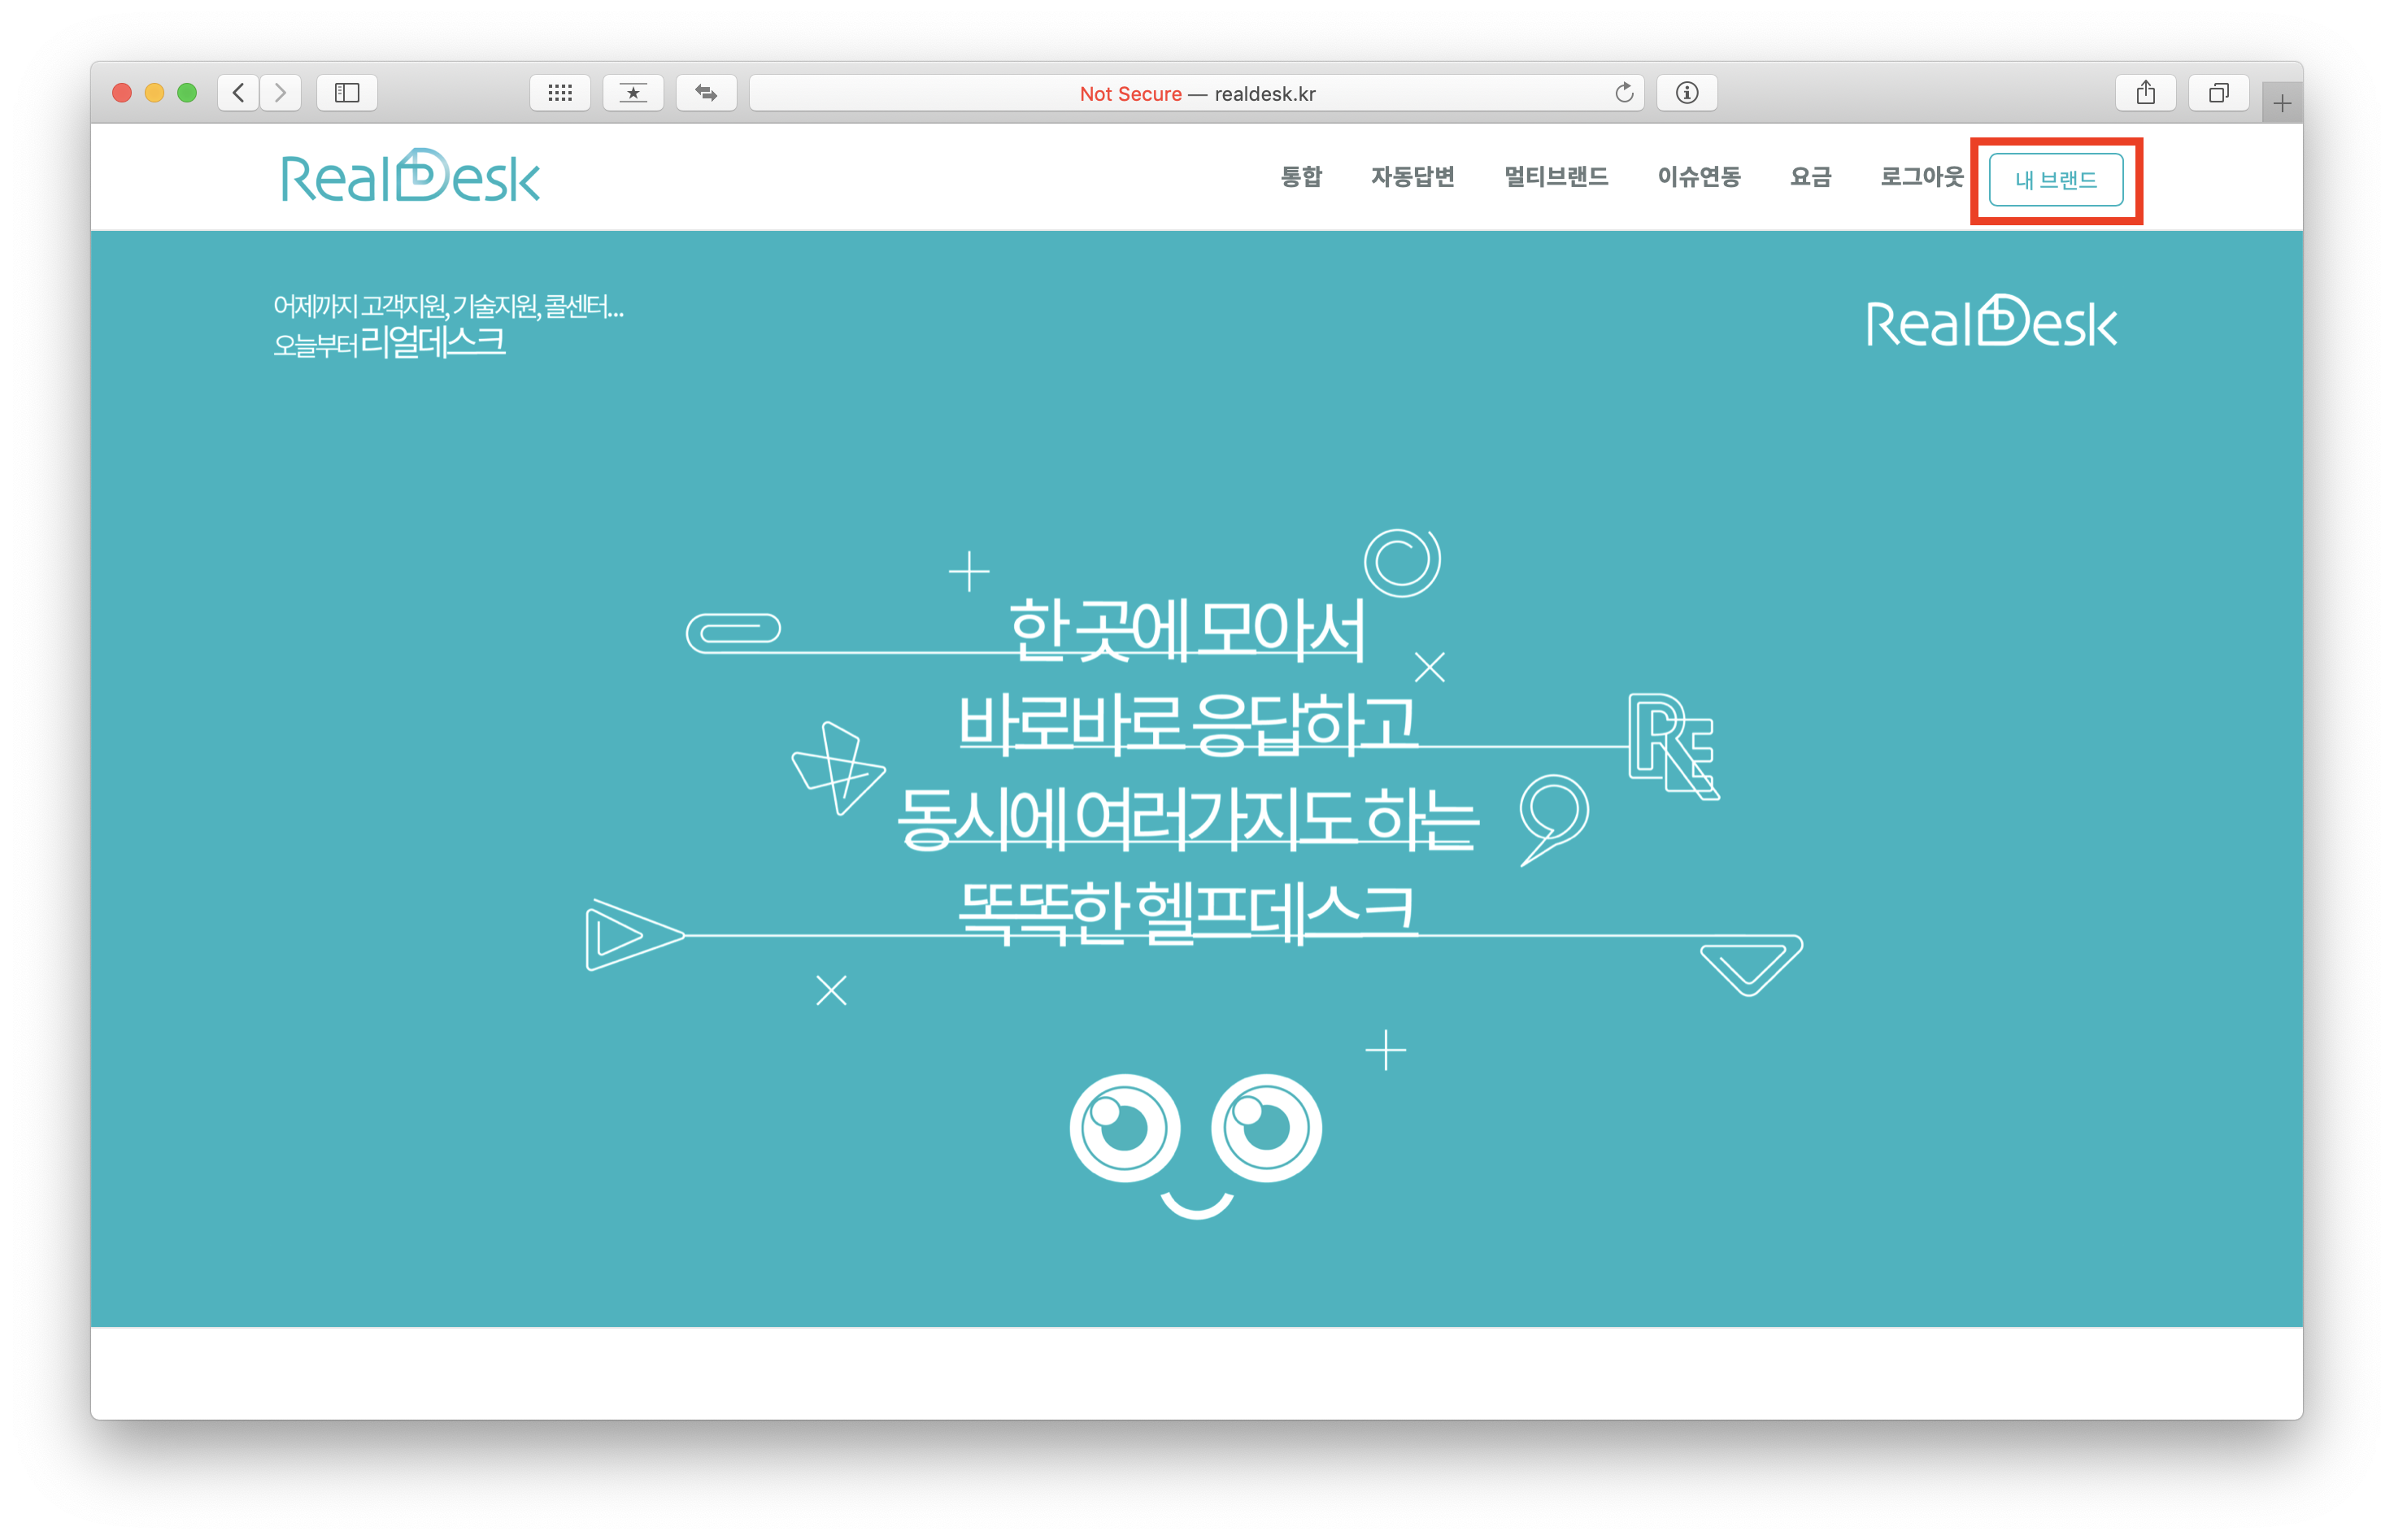 Not Secure — realdesk.kr
RealDesk
통합 자동답변 멀티브랜드 이슈연동 요금 로그아웃 내 브랜드
어제까지 고객지원, 기술지원, 콜센터...
오늘부터 리얼데스크
RealDesk
한 곳에 모아서
바로바로 응답하고
동시에 여러가지도 하는
똑똑한 헬프데스크
RE